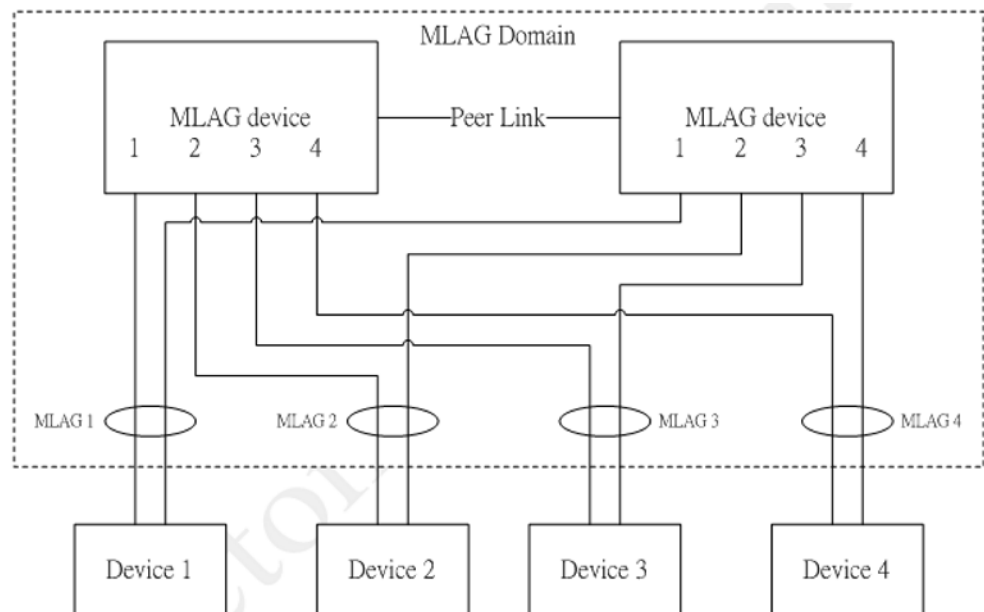 MLAG Domain
MLAG device
1 2 3 4
Peer Link
MLAG device
1 2 3 4
MLAG 1
MLAG 2
MLAG 3
MLAG 4
Device 1
Device 2
Device 3
Device 4